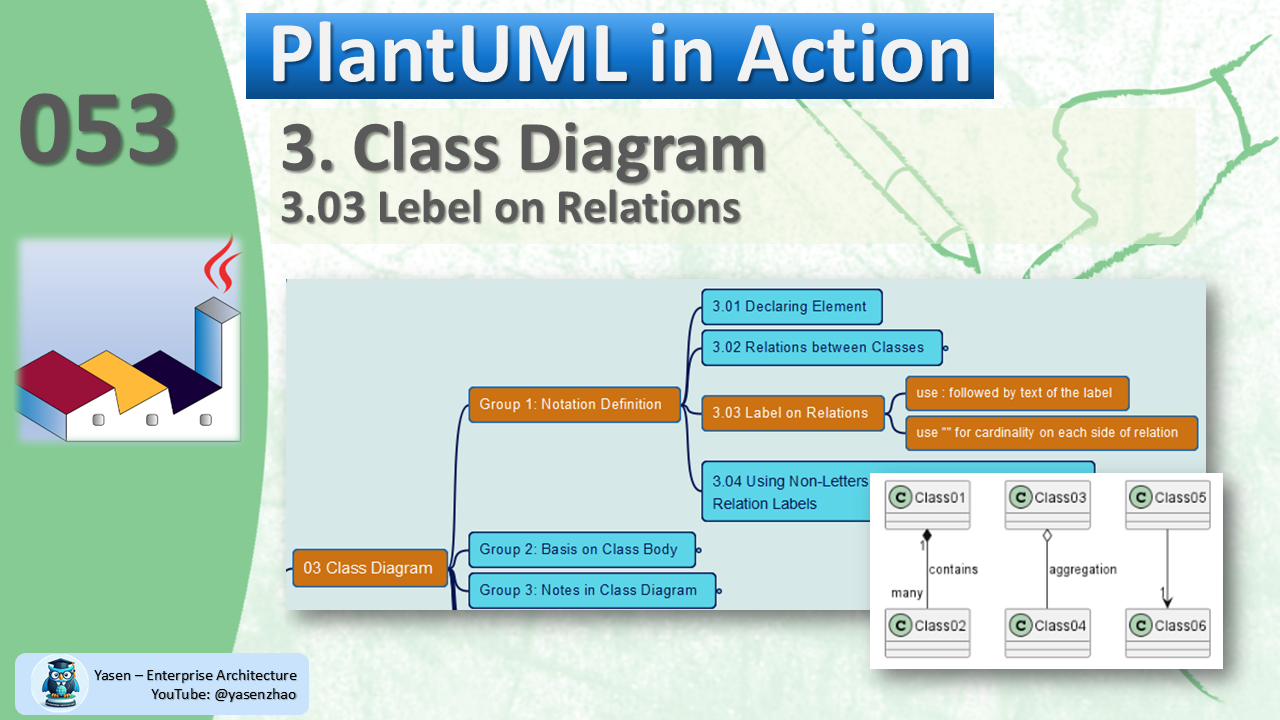 PlantUML in Action
053
3. Class Diagram
3.03 Lebel on Relations
3.01 Declaring Element
3.02 Relations between Classes
Group 1: Notation Definition
3.03 Label on Relations
use : followed by text of the label
use "" for cardinality on each side of relation
3.04 Using Non-Letters
Relation Labels
Group 2: Basis on Class Body
03 Class Diagram
Group 3: Notes in Class Diagram
C Class01
C Class03
C Class05
1
contains
aggregation
many
1
C Class02
C Class04
C Class06
Yasen – Enterprise Architecture
YouTube: @yasenzhao